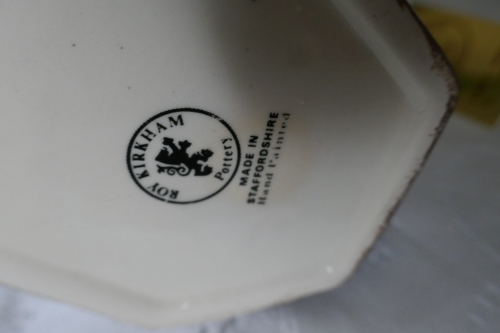 ROY KIRKHAM
Pottery
MADE IN
STAFFORDSHIRE
Hand Painted